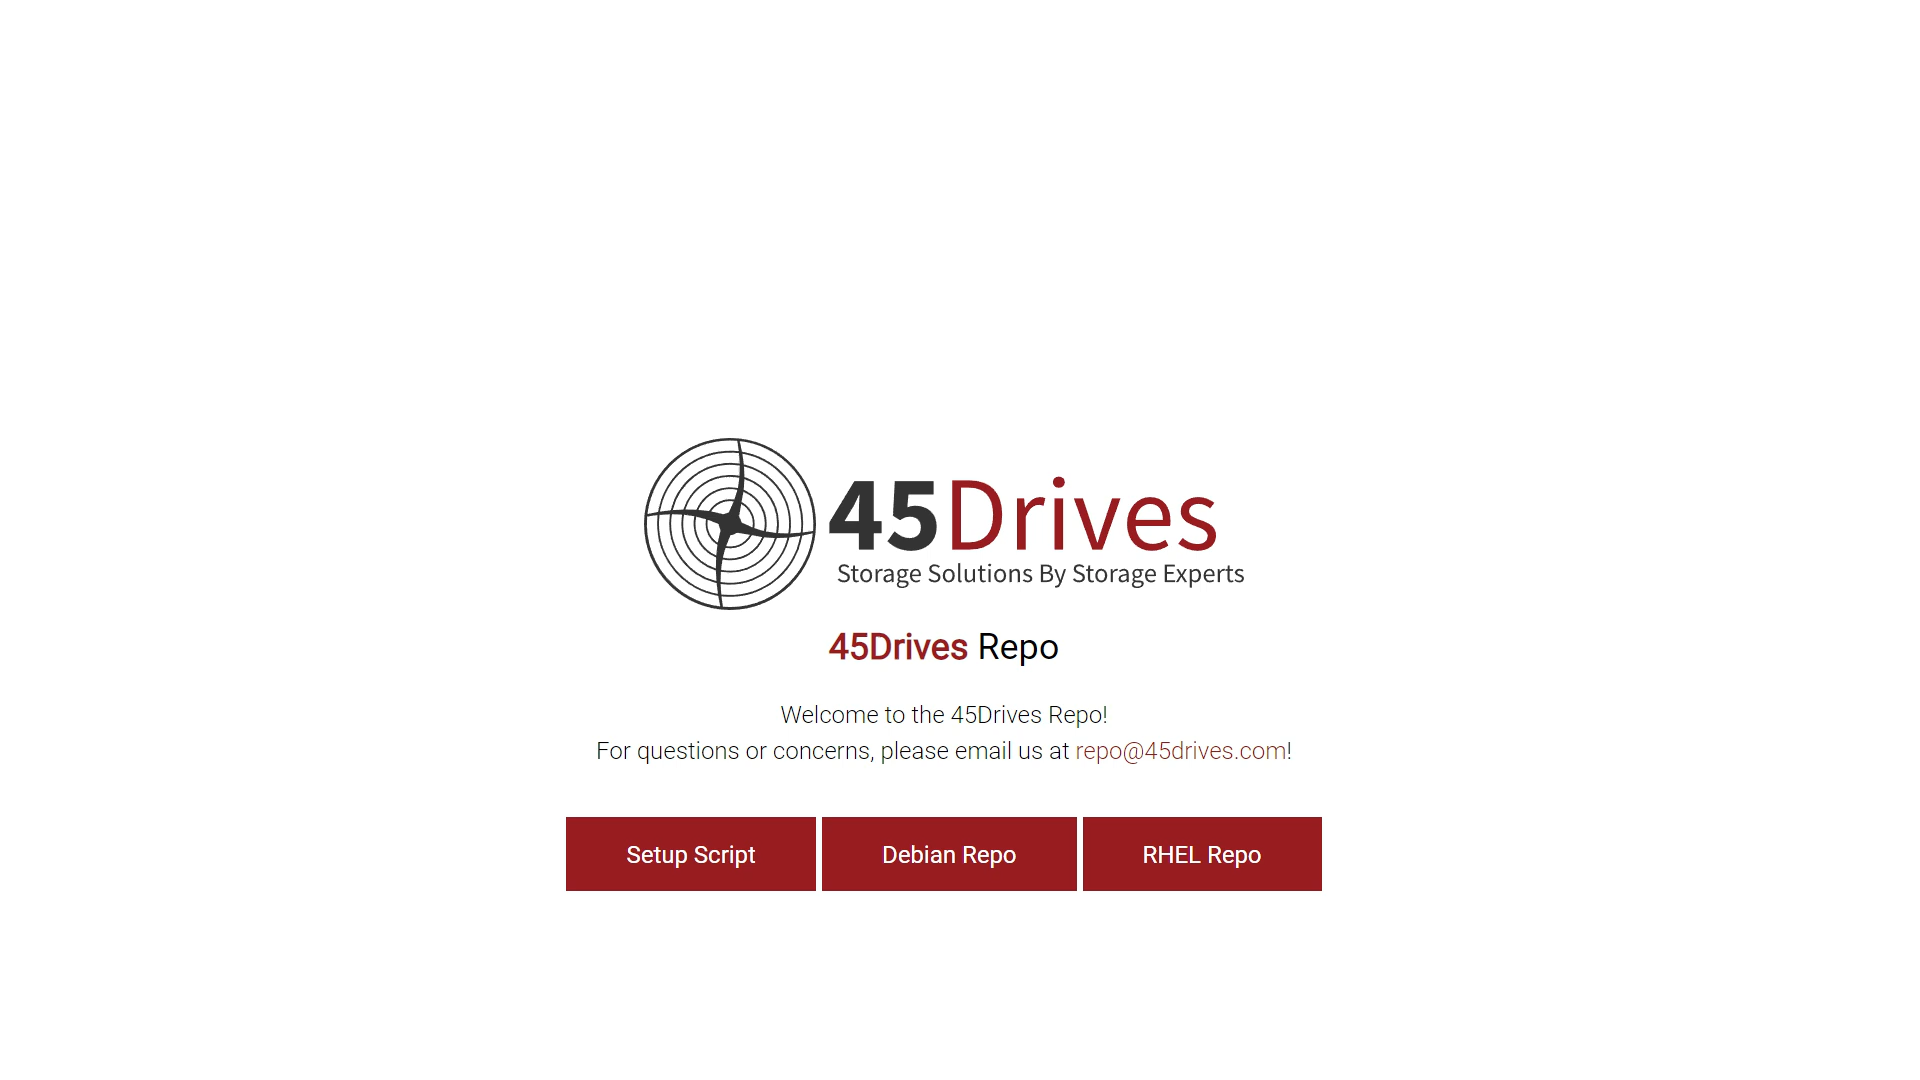 45Drives
Storage Solutions By Storage Experts
45Drives Repo
Welcome to the 45Drives Repo!
For questions or concerns, please email us at repo@45drives.com!
Setup Script
Debian Repo
RHEL Repo